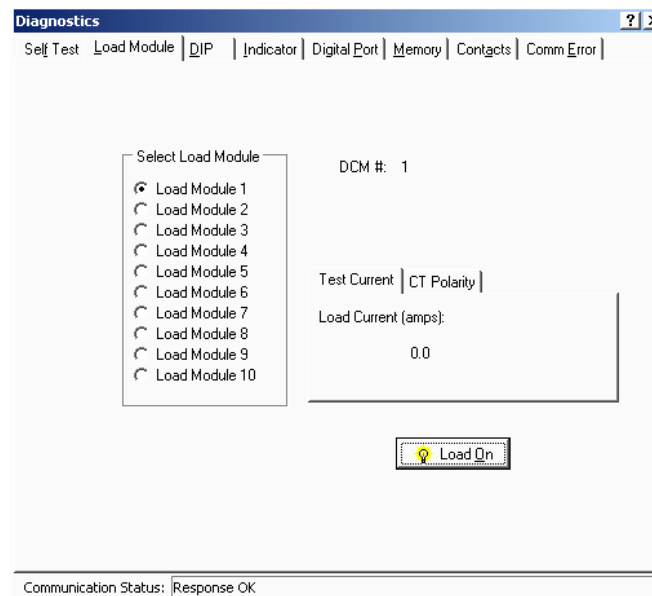 Diagnostics
Self Test Load Module DIP Indicator Digital Port Memory Contacts Comm Error
Select Load Module
DCM #: 1
Load Module 1
Load Module 2
Load Module 3
Load Module 4
Load Module 5
Load Module 6
Load Module 7
Load Module 8
Load Module 9
Load Module 10
Test Current CT Polarity
Load Current (amps):
0.0
Load On
Communication Status: Response OK